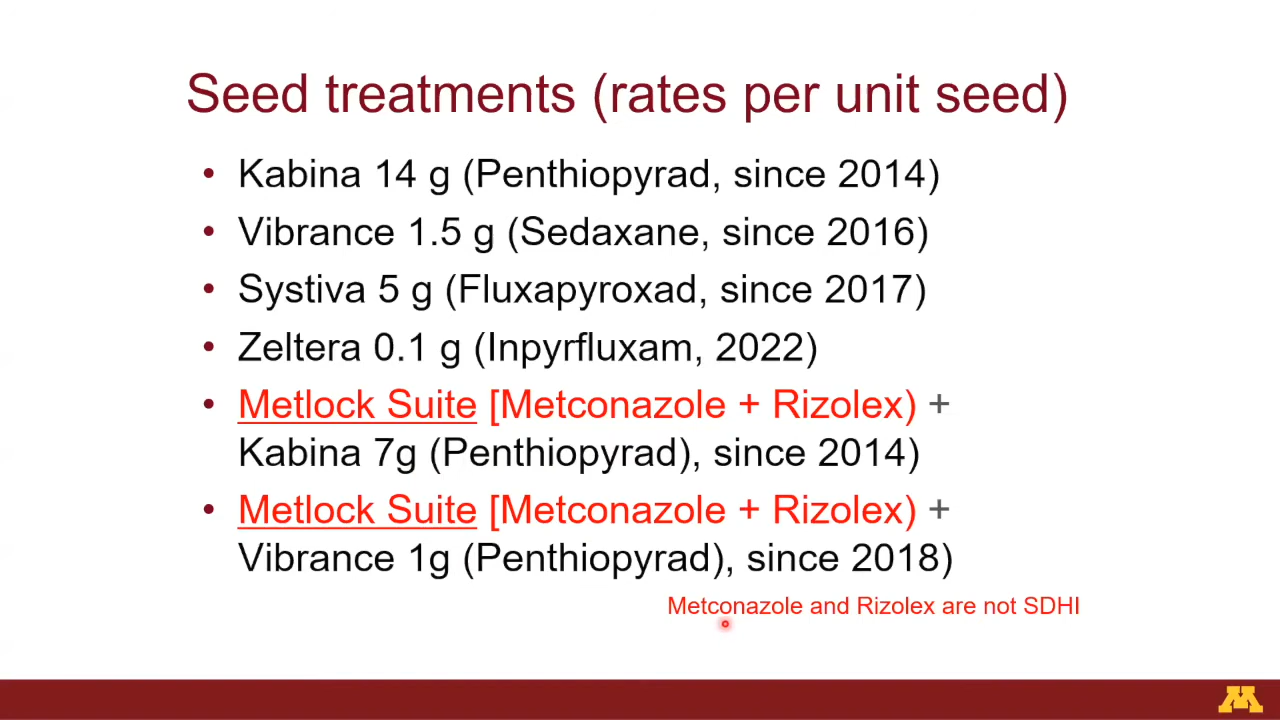 Seed treatments (rates per unit seed)
• Kabina 14 g (Penthiopyrad, since 2014)
• Vibrance 1.5 g (Sedaxane, since 2016)
• Systiva 5 g (Fluxapyroxad, since 2017)
• Zeltera 0.1 g (Inpyrfluxam, 2022)
• Metlock Suite [Metconazole + Rizolex) +
Kabina 7g (Penthiopyrad), since 2014)
• Metlock Suite [Metconazole + Rizolex) +
Vibrance 1g (Penthiopyrad), since 2018)
Metconazole and Rizolex are not SDHI
M